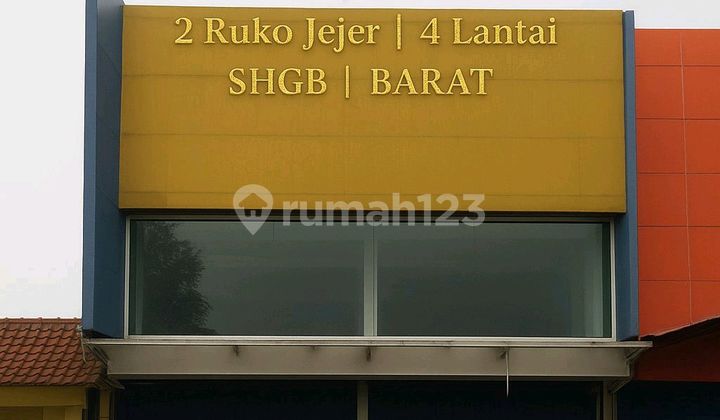 2 Ruko Jejer | 4 Lantai
SHGB | BARAT
rumah123